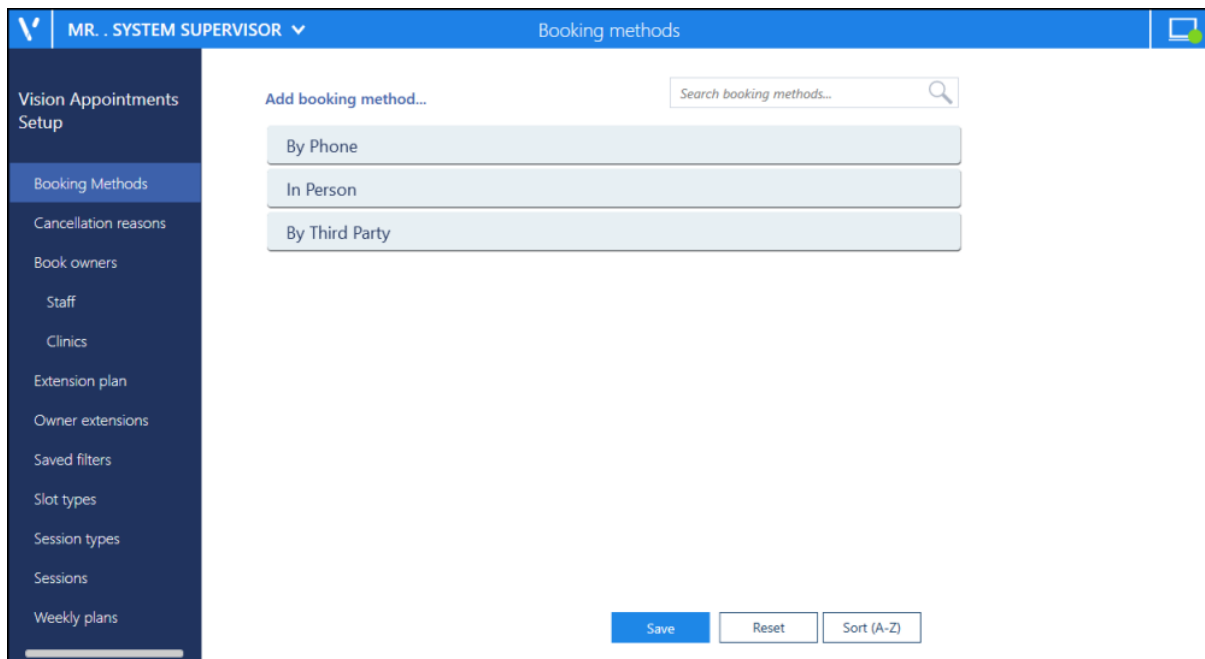 MR. . SYSTEM SUPERVISOR
Booking methods
Vision Appointments
Setup
Booking Methods
Cancellation reasons
Book owners
Staff
Clinics
Extension plan
Owner extensions
Saved filters
Slot types
Session types
Sessions
Weekly plans
Add booking method...
Search booking methods...
By Phone
In Person
By Third Party
Save
Reset
Sort (A-Z)